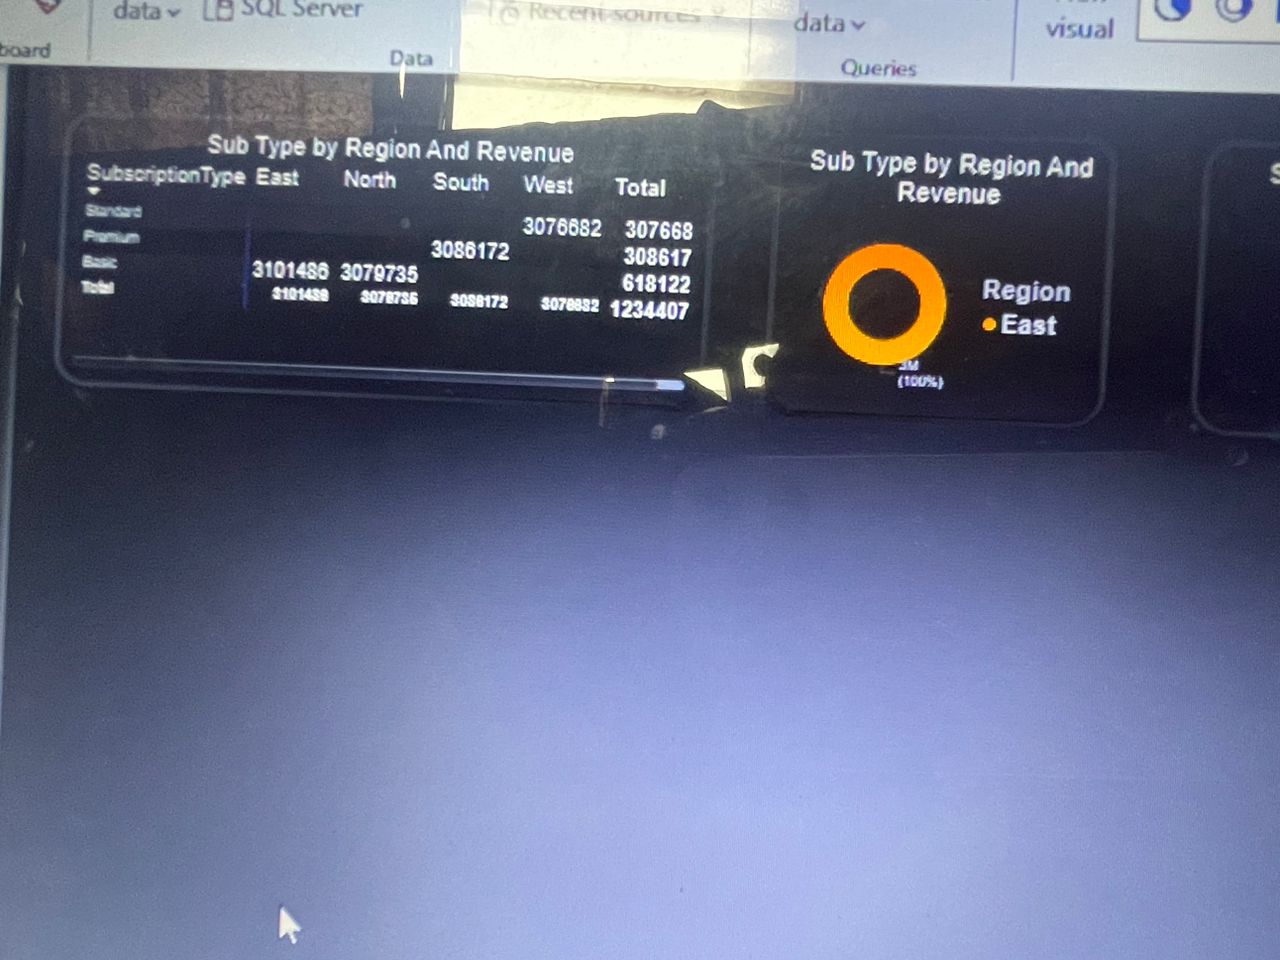 data
SQL Server
Recent sources
data
visual
board
Data
Queries
Sub Type by Region And Revenue
SubscriptionType East North South West Total
Standard 3076682 307668
Premium 3086172 308617
Basic 3101486 3079735 618122
Total 3101486 3079735 3086172 3076682 1234407
Sub Type by Region And
Revenue
Region
East
3M
(100%)
S